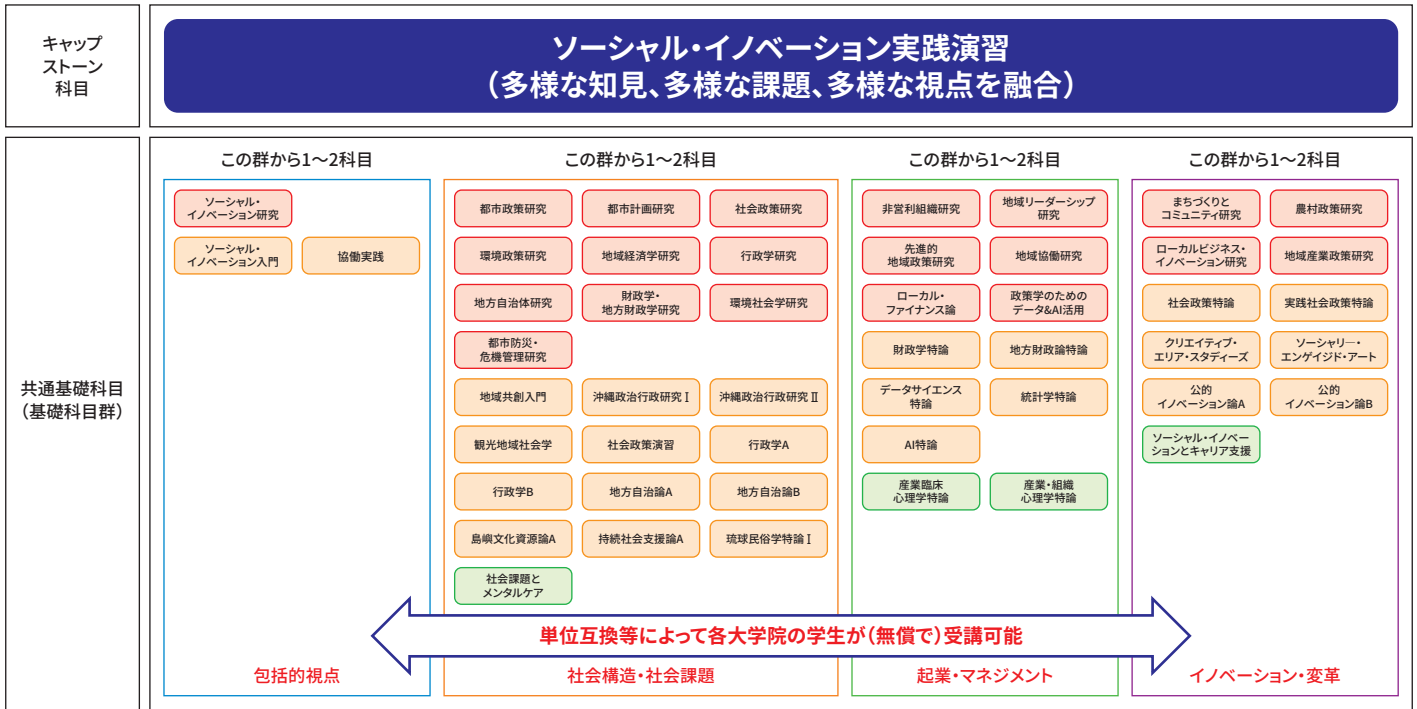 キャップ
ストーン
科目
ソーシャル・イノベーション実践演習
（多様な知見、多様な課題、多様な視点を融合）
共通基礎科目
（基礎科目群）
この群から1～2科目
ソーシャル・
イノベーション研究
ソーシャル・
イノベーション入門
協働実践
包括的視点
この群から1～2科目
都市政策研究
都市計画研究
社会政策研究
環境政策研究
地域経済学研究
行政学研究
地方自治体研究
財政学・
地方財政学研究
環境社会学研究
都市防災・
危機管理研究
地域共創入門
沖縄政治行政研究Ⅰ
沖縄政治行政研究Ⅱ
観光地域社会学
社会政策演習
行政学A
行政学B
地方自治論A
地方自治論B
島嶼文化資源論A
持続社会支援論A
琉球民俗学特論Ⅰ
社会課題と
メンタルケア
社会構造・社会課題
この群から1～2科目
非営利組織研究
地域リーダーシップ
研究
先進的
地域政策研究
地域協働研究
ローカル・
ファイナンス論
政策学のための
データ&AI活用
財政学特論
地方財政論特論
データサイエンス
特論
統計学特論
AI特論
産業臨床
心理学特論
産業・組織
心理学特論
起業・マネジメント
この群から1～2科目
まちづくりと
コミュニティ研究
農村政策研究
ローカルビジネス・
イノベーション研究
地域産業政策研究
社会政策特論
実践社会政策特論
クリエイティブ・
エリア・スタディーズ
ソーシャリ―・
エンゲイジド・アート
公的
イノベーション論A
公的
イノベーション論B
ソーシャル・イノベー
ションとキャリア支援
イノベーション・変革
単位互換等によって各大学院の学生が（無償で）受講可能